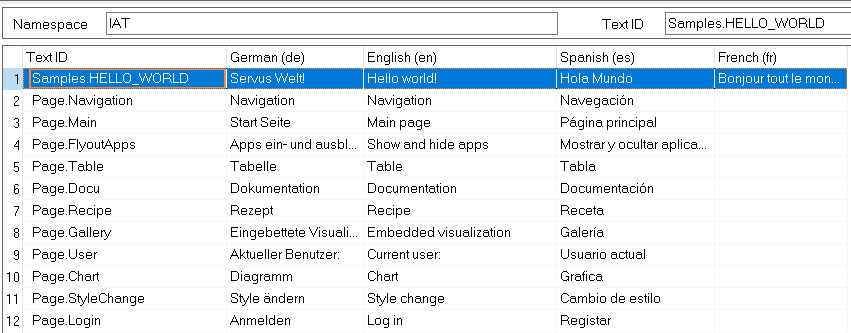 Namespace IAT Text ID Samples.HELLO_WORLD
Text ID German (de) English (en) Spanish (es) French (fr)
1 Samples.HELLO_WORLD Servus Welt! Hello world! Hola Mundo Bonjour tout le mon...
2 Page.Navigation Navigation Navigation Navegación
3 Page.Main Start Seite Main page Página principal
4 Page.FlyoutApps Apps ein- und ausbl... Show and hide apps Mostrar y ocultar aplica...
5 Page.Table Tabelle Table Tabla
6 Page.Docu Dokumentation Documentation Documentación
7 Page.Recipe Rezept Recipe Receta
8 Page.Gallery Eingebettete Visuali... Embedded visualization Galería
9 Page.User Aktueller Benutzer: Current user: Usuario actual
10 Page.Chart Diagramm Chart Grafica
11 Page.StyleChange Style ändern Style change Cambio de estilo
12 Page.Login Anmelden Log in Registar